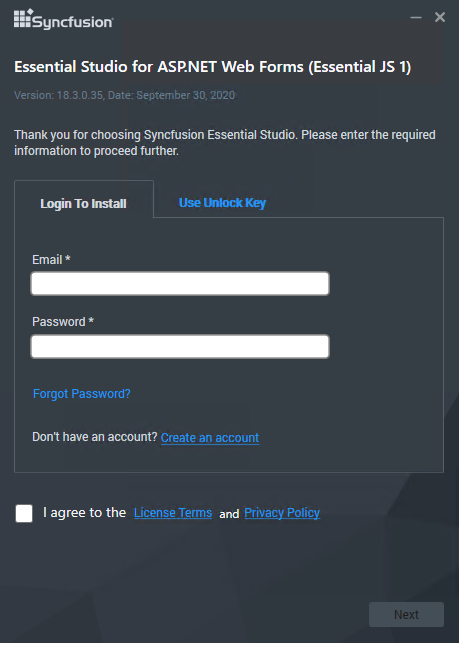 Syncfusion
Essential Studio for ASP.NET Web Forms (Essential JS 1)
Version: 18.3.0.35, Date: September 30, 2020
Thank you for choosing Syncfusion Essential Studio. Please enter the required
information to proceed further.
Login To Install
Use Unlock Key
Email *
Password *
Forgot Password?
Don't have an account? Create an account
I agree to the License Terms and Privacy Policy
Next